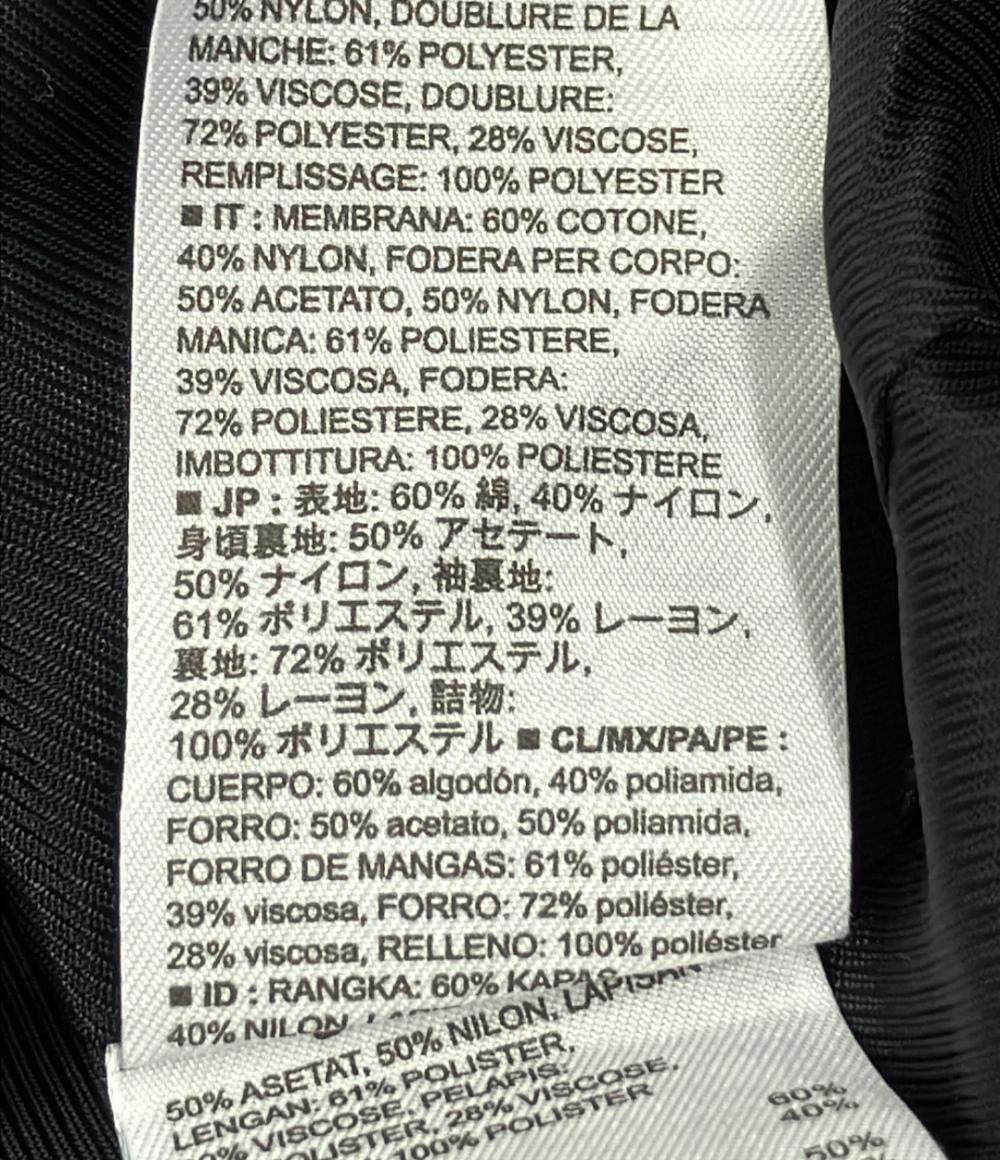 50% NYLON, DOUBLURE DE LA
MANCHE: 61% POLYESTER,
39% VISCOSE, DOUBLURE:
72% POLYESTER, 28% VISCOSE,
REMPLISSAGE: 100% POLYESTER
■ IT : MEMBRANA: 60% COTONE,
40% NYLON, FODERA PER CORPO:
50% ACETATO, 50% NYLON, FODERA
MANICA: 61% POLIESTERE,
39% VISCOSA, FODERA:
72% POLIESTERE, 28% VISCOSA,
IMBOTTITURA: 100% POLIESTERE
■ JP : 表地: 60% 綿, 40% ナイロン,
身頃裏地: 50% アセテート,
50% ナイロン, 袖裏地:
61% ポリエステル, 39% レーヨン,
裏地: 72% ポリエステル,
28% レーヨン, 詰物:
100% ポリエステル ■ CL/MX/PA/PE :
CUERPO: 60% algodón, 40% poliamida,
FORRO: 50% acetato, 50% poliamida,
FORRO DE MANGAS: 61% poliéster,
39% viscosa, FORRO: 72% poliéster,
28% viscosa, RELLENO: 100% poliéster
■ ID : RANGKA: 60% KAPAS
40% NILON
50% ASETAT, 50% NILON, LAPISAN
LENGAN: 61% POLISTER,
VISCOSE, PELAPIS:
28% VISCOSE,
100% POLISTER
60%
40%
50%